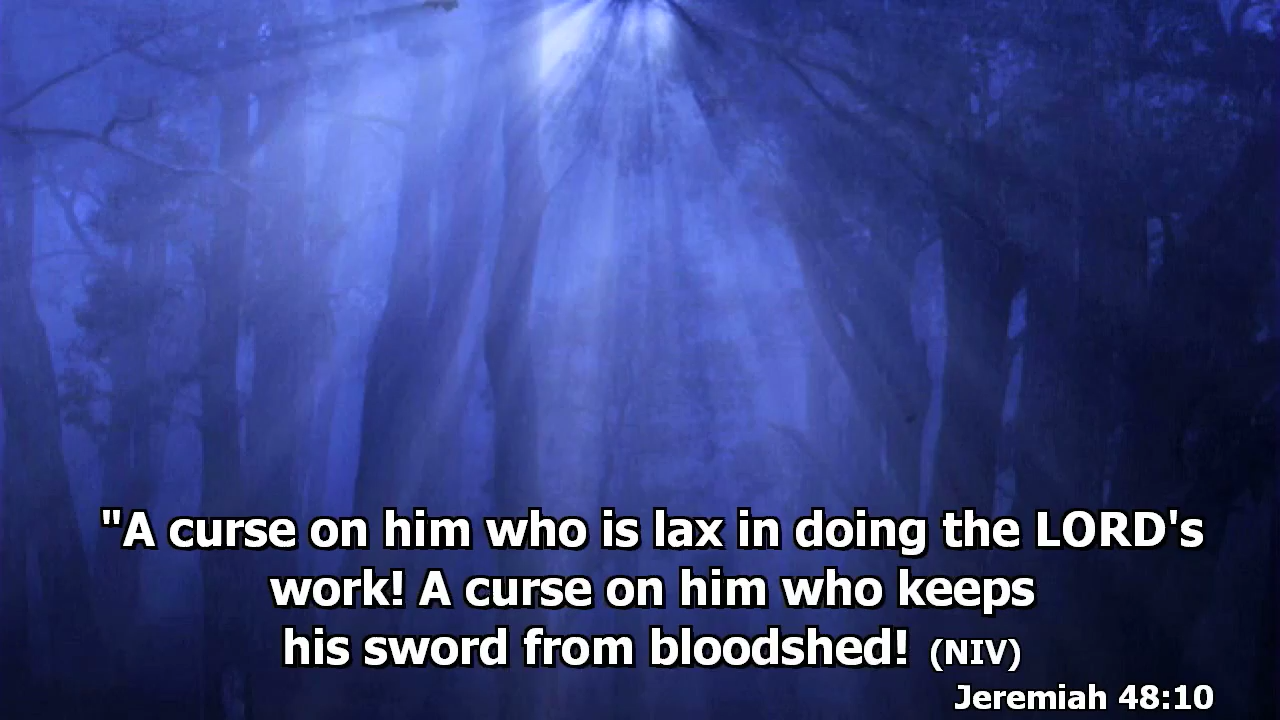 "A curse on him who is lax in doing the LORD's
work! A curse on him who keeps
his sword from bloodshed! (NIV)
Jeremiah 48:10